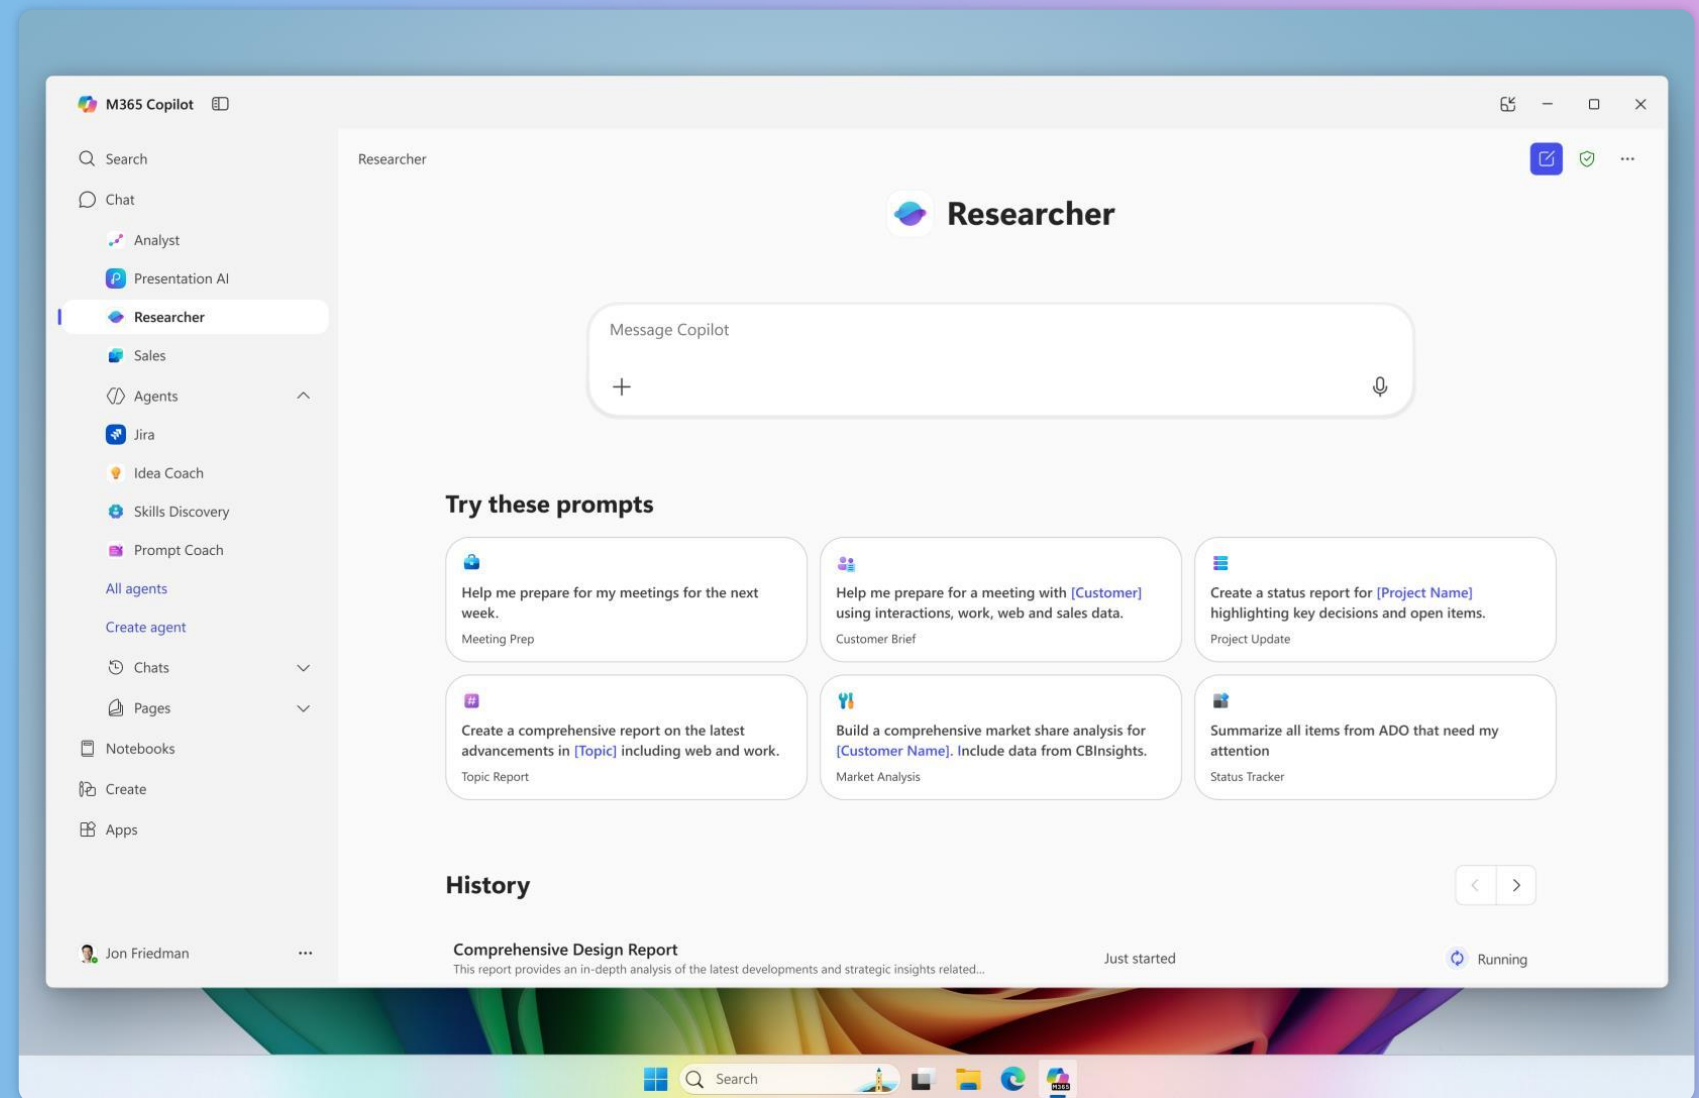 M365 Copilot
Search
Chat
Analyst
Presentation AI
Researcher
Sales
Agents
Jira
Idea Coach
Skills Discovery
Prompt Coach
All agents
Create agent
Chats
Pages
Notebooks
Create
Apps
Jon Friedman
Researcher
Researcher
Message Copilot
Try these prompts
Help me prepare for my meetings for the next
week.
Meeting Prep
Help me prepare for a meeting with [Customer]
using interactions, work, web and sales data.
Customer Brief
Create a status report for [Project Name]
highlighting key decisions and open items.
Project Update
Create a comprehensive report on the latest
advancements in [Topic] including web and work.
Topic Report
Build a comprehensive market share analysis for
[Customer Name]. Include data from CBInsights.
Market Analysis
Summarize all items from ADO that need my
attention
Status Tracker
History
Comprehensive Design Report
This report provides an in-depth analysis of the latest developments and strategic insights related...
Just started
Running
Search
M365